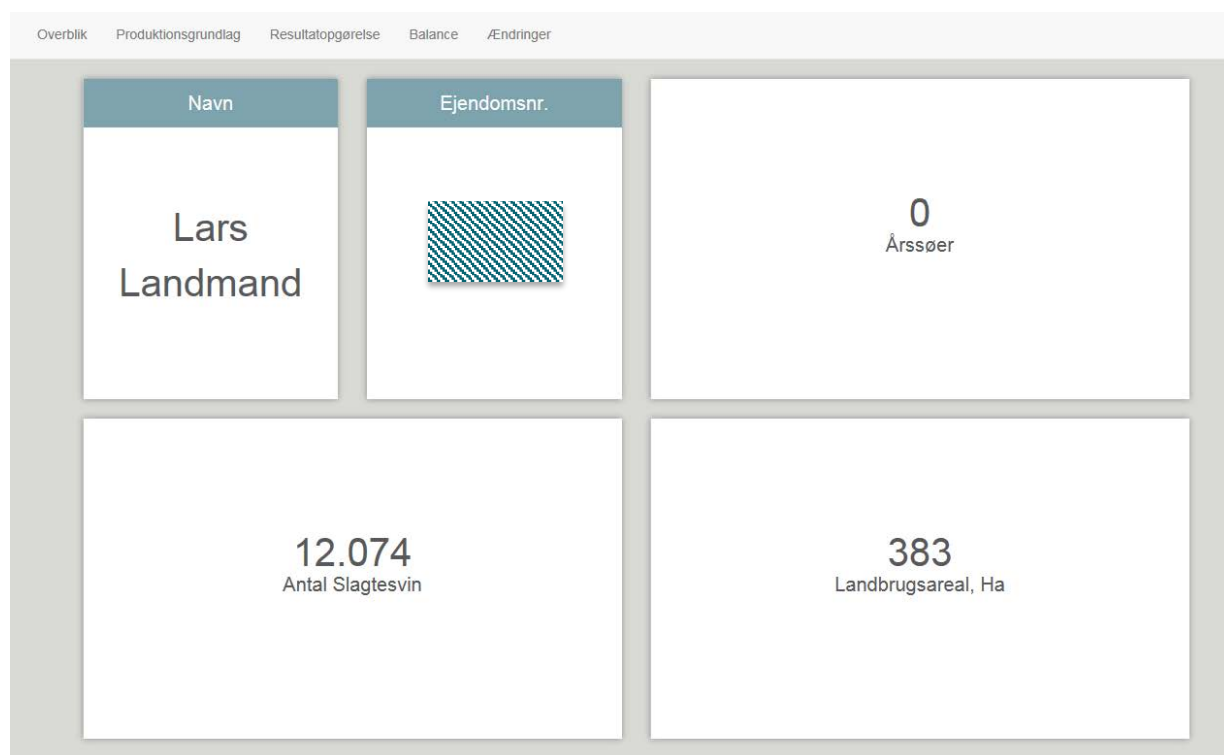 Overblik Produktionsgrundlag Resultatopgørelse Balance Ændringer
Navn
Ejendomsnr.
Lars
Landmand
0
Årssøer
12.074
Antal Slagtesvin
383
Landbrugsareal, Ha